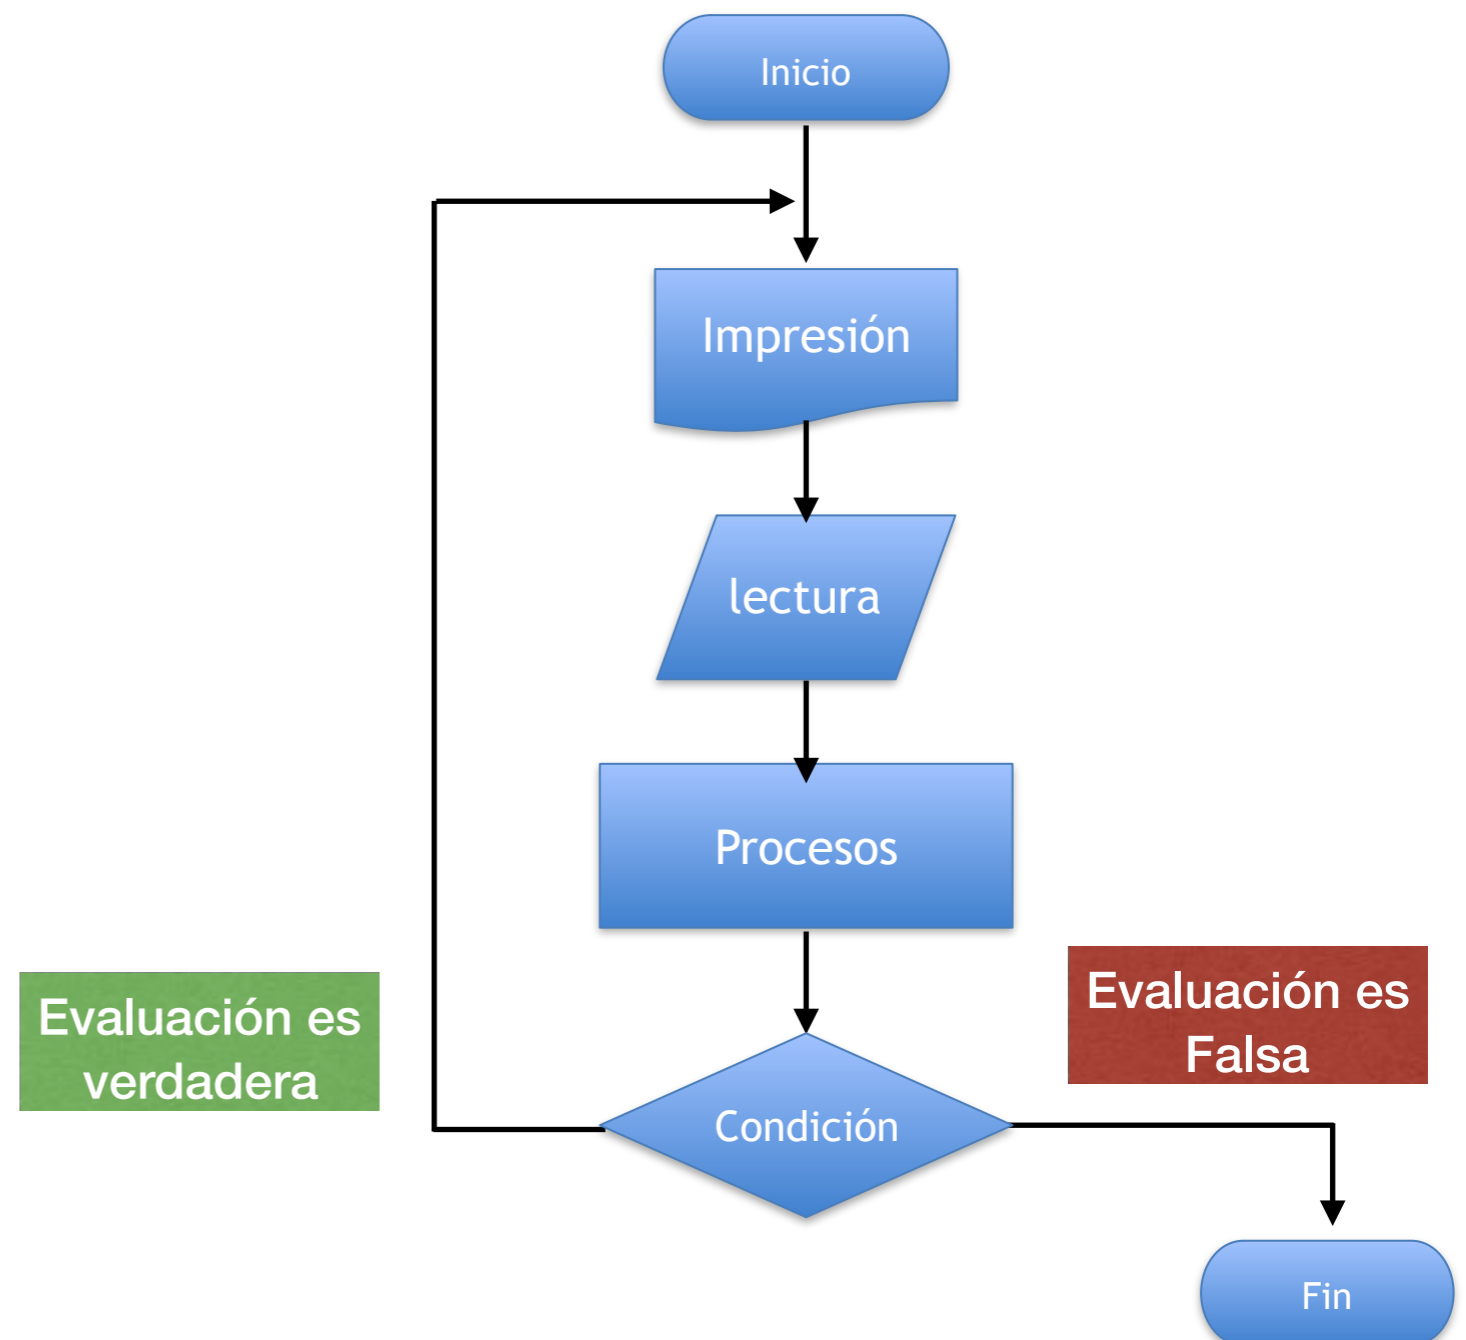 Inicio
Impresión
lectura
Procesos
Evaluación es
verdadera
Evaluación es
Falsa
Condición
Fin